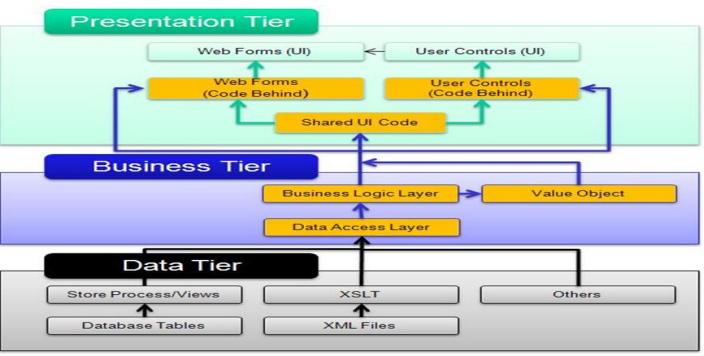 Presentation Tier
Web Forms (UI)
User Controls (UI)
Web Forms
(Code Behind)
User Controls
(Code Behind)
Shared UI Code
Business Tier
Business Logic Layer
Value Object
Data Access Layer
Data Tier
Store Process/Views
XSLT
Others
Database Tables
XML Files